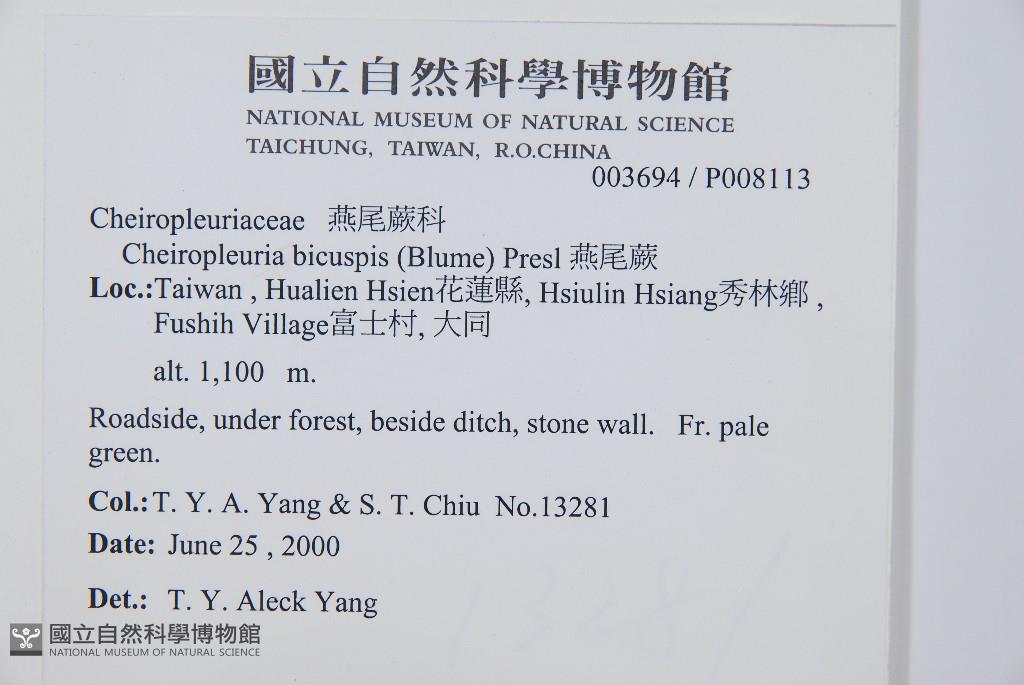 國立自然科學博物館
NATIONAL MUSEUM OF NATURAL SCIENCE
TAICHUNG, TAIWAN, R.O.CHINA
003694 / P008113
Cheiropleuriaceae 燕尾蕨科
Cheiropleuria bicuspis (Blume) Presl 燕尾蕨
Loc.:Taiwan , Hualien Hsien花蓮縣, Hsiulin Hsiang秀林鄉 ,
Fushih Village富士村, 大同
alt. 1,100 m.
Roadside, under forest, beside ditch, stone wall. Fr. pale
green.
Col.:T. Y. A. Yang & S. T. Chiu No.13281
Date: June 25 , 2000
Det.: T. Y. Aleck Yang
13281
國立自然科學博物館
NATIONAL MUSEUM OF NATURAL SCIENCE